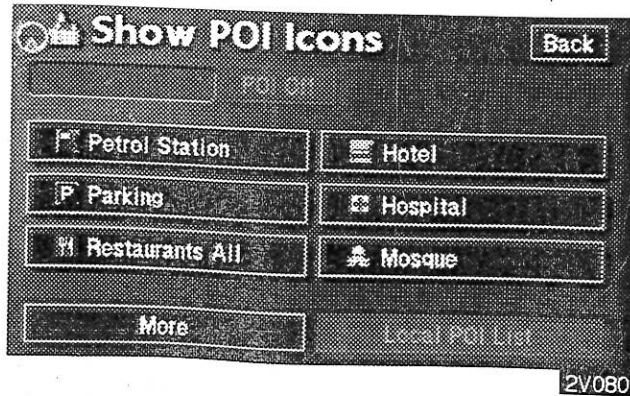 Show POI Icons
Back
POI Off
Petrol Station
Hotel
P Parking
Hospital
Restaurants All
Mosque
More
Local POI List
2V080